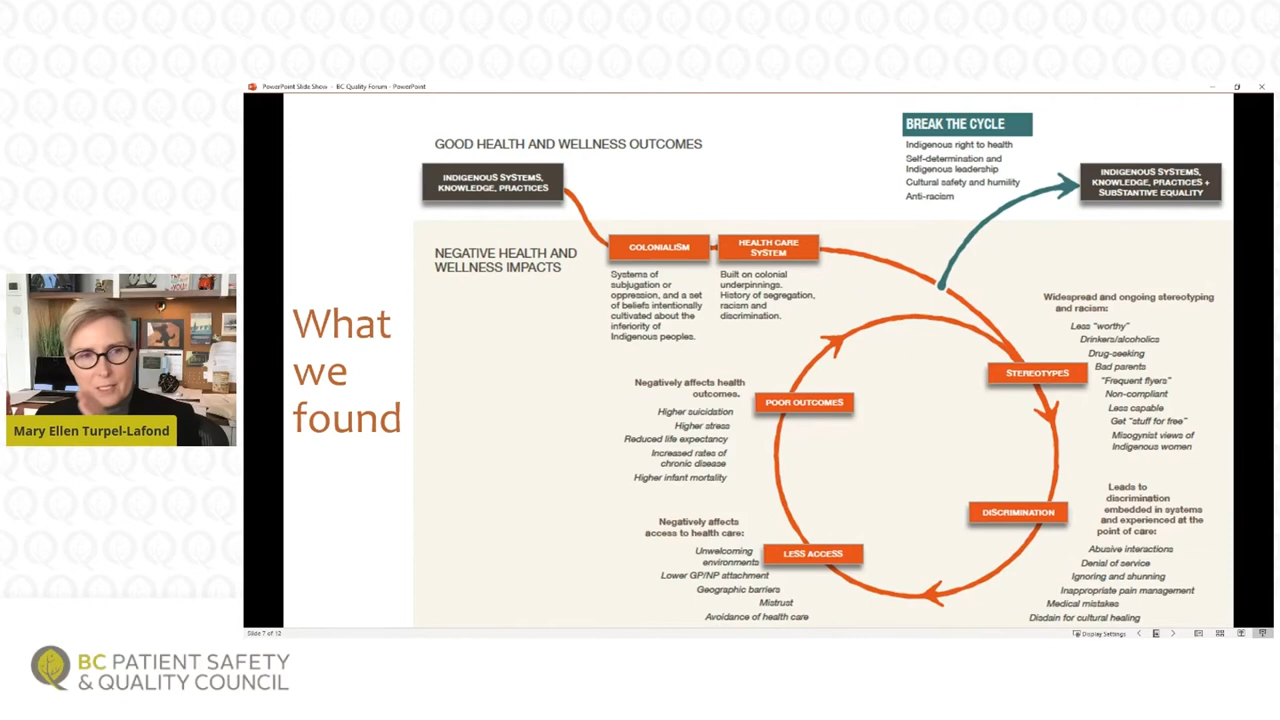 PowerPoint Slide Show - BC Quality Forum - PowerPoint
What
we
found
GOOD HEALTH AND WELLNESS OUTCOMES
INDIGENOUS SYSTEMS,
KNOWLEDGE, PRACTICES
BREAK THE CYCLE
Indigenous right to health
Self-determination and
Indigenous leadership
Cultural safety and humility
Anti-racism
INDIGENOUS SYSTEMS,
KNOWLEDGE, PRACTICES +
SUBSTANTIVE EQUALITY
NEGATIVE HEALTH AND
WELLNESS IMPACTS
COLONIALISM
Systems of
subjugation or
oppression, and a set
of beliefs intentionally
cultivated about the
inferiority of
Indigenous peoples.
HEALTH CARE
SYSTEM
Built on colonial
underpinnings.
History of segregation,
racism and
discrimination.
STEREOTYPES
Widespread and ongoing stereotyping
and racism:
Less "worthy"
Drinkers/alcoholics
Drug-seeking
Bad parents
"Frequent flyers"
Non-compliant
Less capable
Get "stuff for free"
Misogynist views of
Indigenous women
DISCRIMINATION
Leads to
discrimination
embedded in systems
and experienced at the
point of care:
Abusive interactions
Denial of service
Ignoring and shunning
Inappropriate pain management
Medical mistakes
Disdain for cultural healing
LESS ACCESS
Negatively affects
access to health care:
Unwelcoming
environments
Lower GP/NP attachment
Geographic barriers
Mistrust
Avoidance of health care
POOR OUTCOMES
Negatively affects health
outcomes.
Higher suicidation
Higher stress
Reduced life expectancy
Increased rates of
chronic disease
Higher infant mortality
Slide 7 of 12
Display Settings
Mary Ellen Turpel-Lafond
BC PATIENT SAFETY
& QUALITY COUNCIL